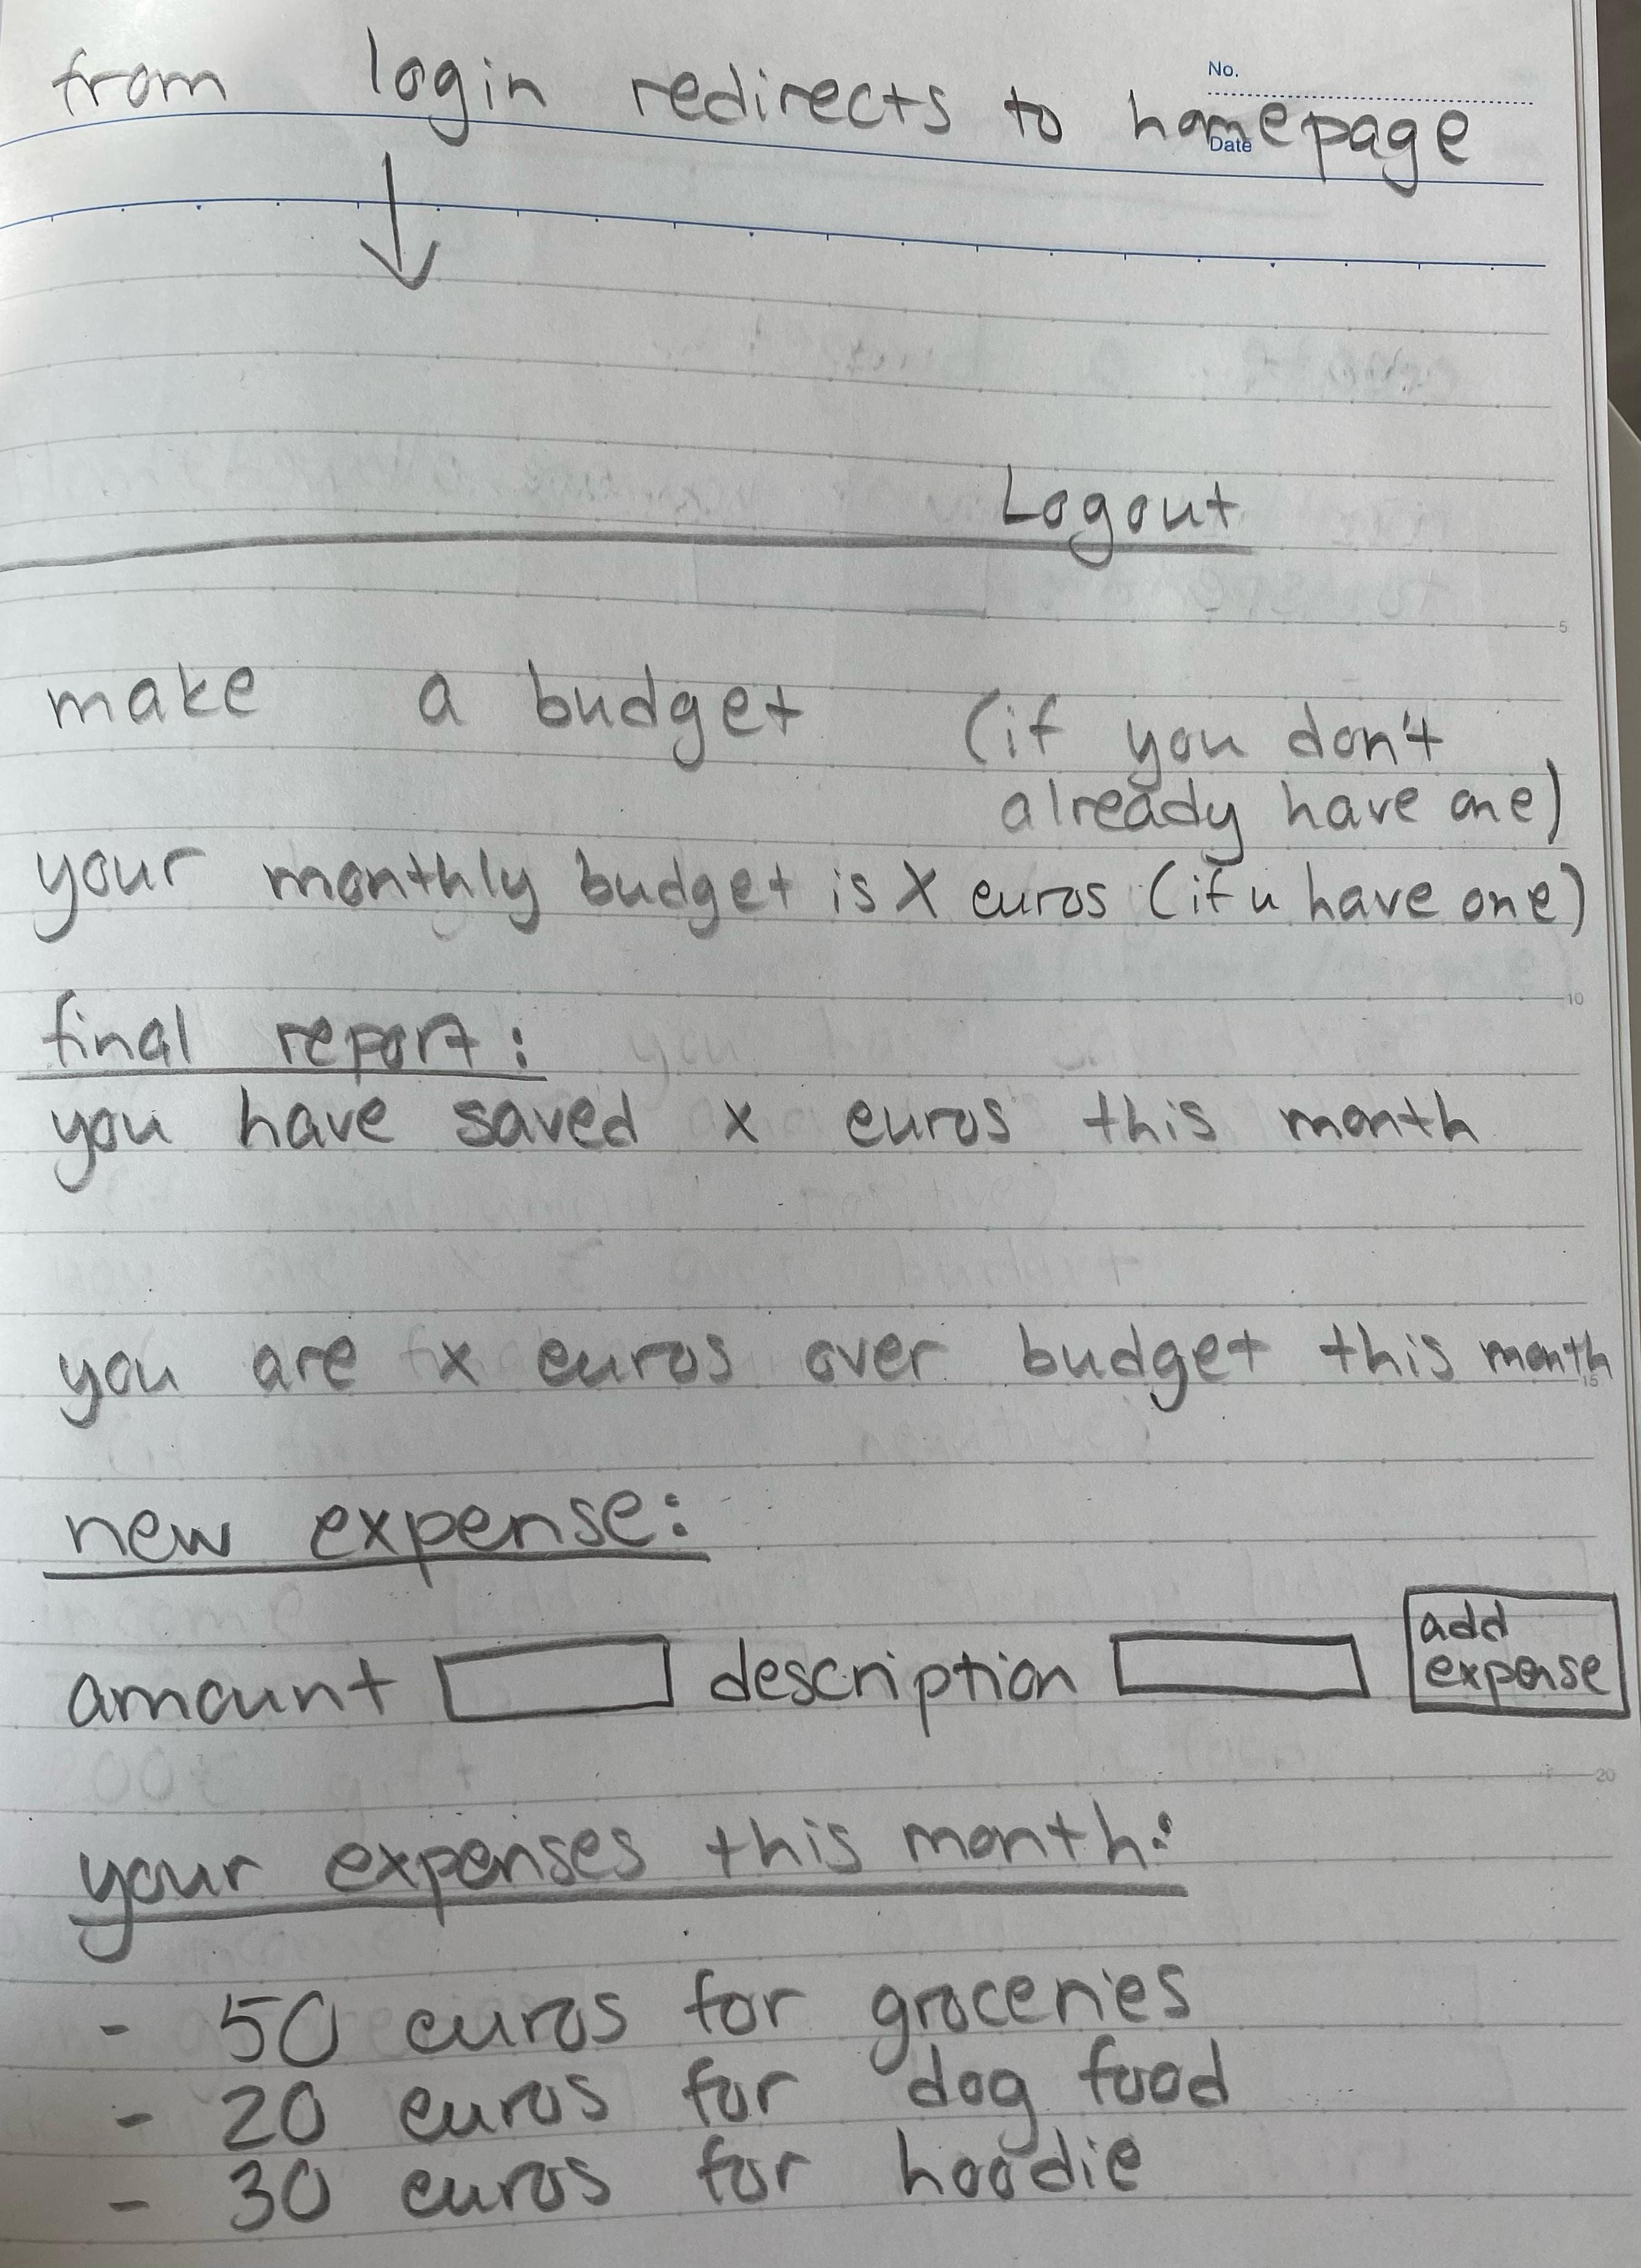 No.
from login redirects to homepage
Date
Logout
5
make a budget (if you don't
already have one)
your monthly budget is X euros (if u have one)
10
final report:
you have saved x euros this month
you are x euros over budget this month
15
new expense:
add
amount description expense
20
your expenses this month:
- 50 euros for groceries
- 20 euros for dog food
- 30 euros for hoodie